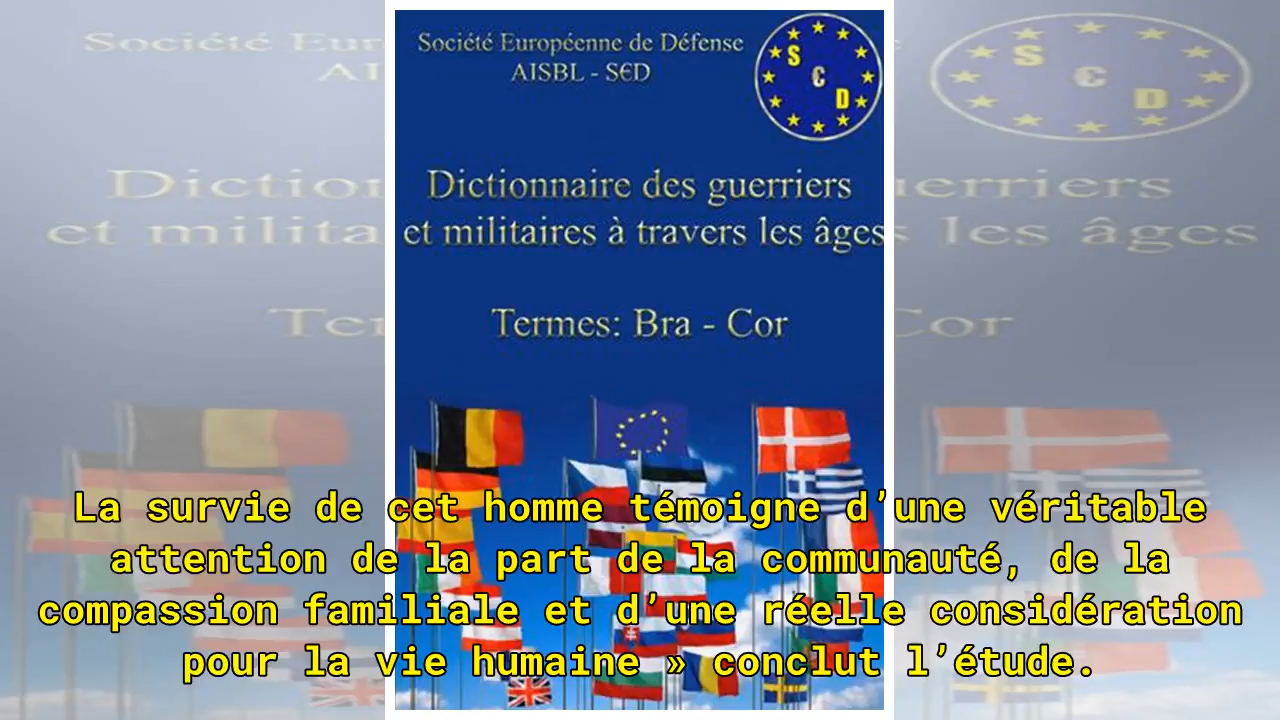 Société Européenne de Défense
AISBL - S€D
S
€
D
Dictionnaire des guerriers
et militaires à travers les âges
Termes: Bra - Cor
La survie de cet homme témoigne d’une véritable
attention de la part de la communauté, de la
compassion familiale et d’une réelle considération
pour la vie humaine » conclut l’étude.